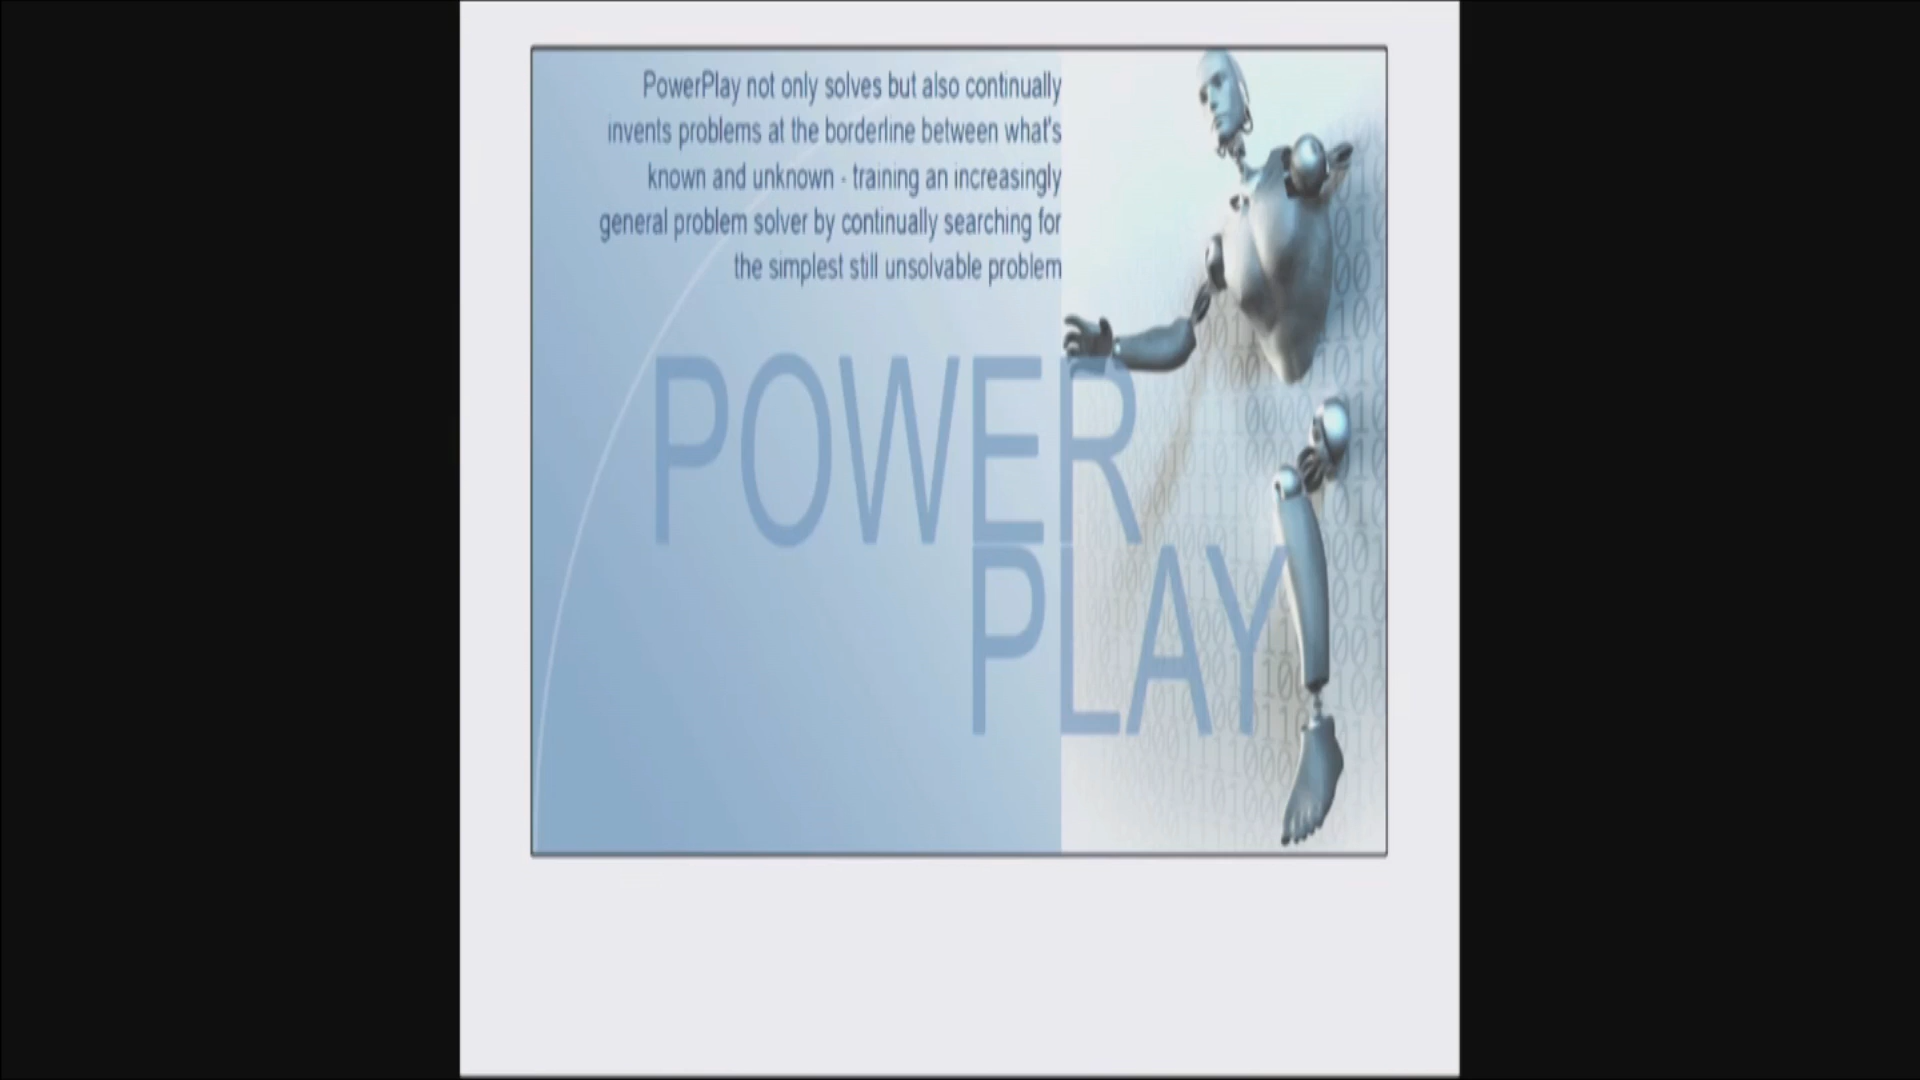 PowerPlay not only solves but also continually
invents problems at the borderline between what's
known and unknown - training an increasingly
general problem solver by continually searching for
the simplest still unsolvable problem
POWER
PLAY